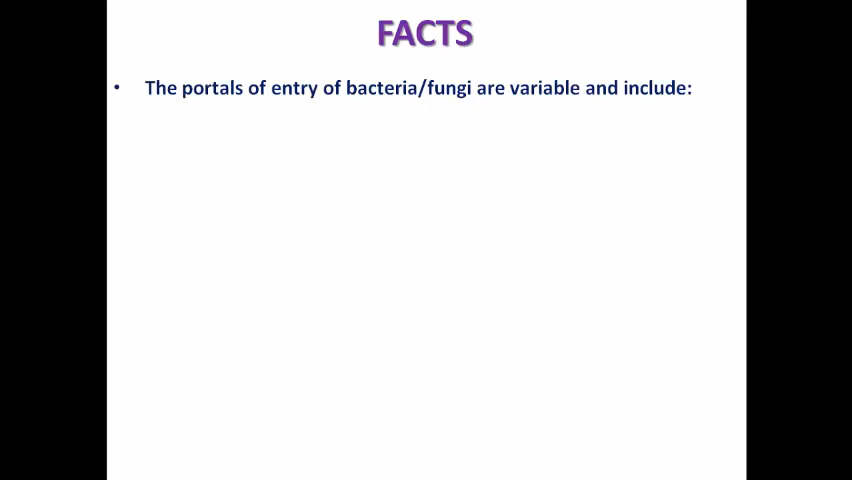 FACTS
• The portals of entry of bacteria/fungi are variable and include: